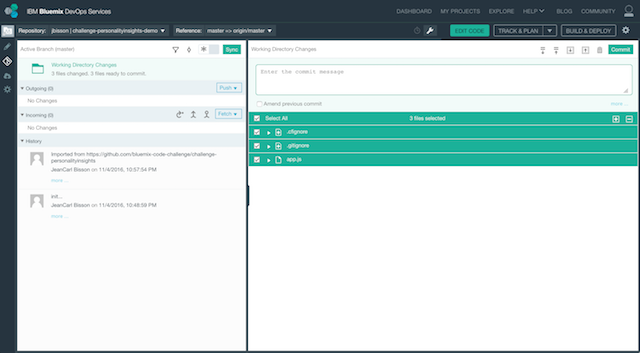 IBM Bluemix DevOps Services
DASHBOARD MY PROJECTS EXPLORE HELP BLOG COMMUNITY
Repository: jbisson | challenge-personalityinsights-demo Reference: master => origin/master EDIT CODE TRACK & PLAN BUILD & DEPLOY
Active Branch (master) Sync
Working Directory Changes
3 files changed. 3 files ready to commit.
Outgoing (0) Push
No Changes
Incoming (0) Fetch
No Changes
History
Imported from https://github.com/bluemix-code-challenge/challenge-
personalityinsights
JeanCarl Bisson on 11/4/2016, 10:57:54 PM
more ...
init...
JeanCarl Bisson on 11/4/2016, 10:48:59 PM
more ...
Working Directory Changes Commit
Enter the commit message
Amend previous commit more ...
Select All 3 files selected
.cfignore
.gitignore
app.js